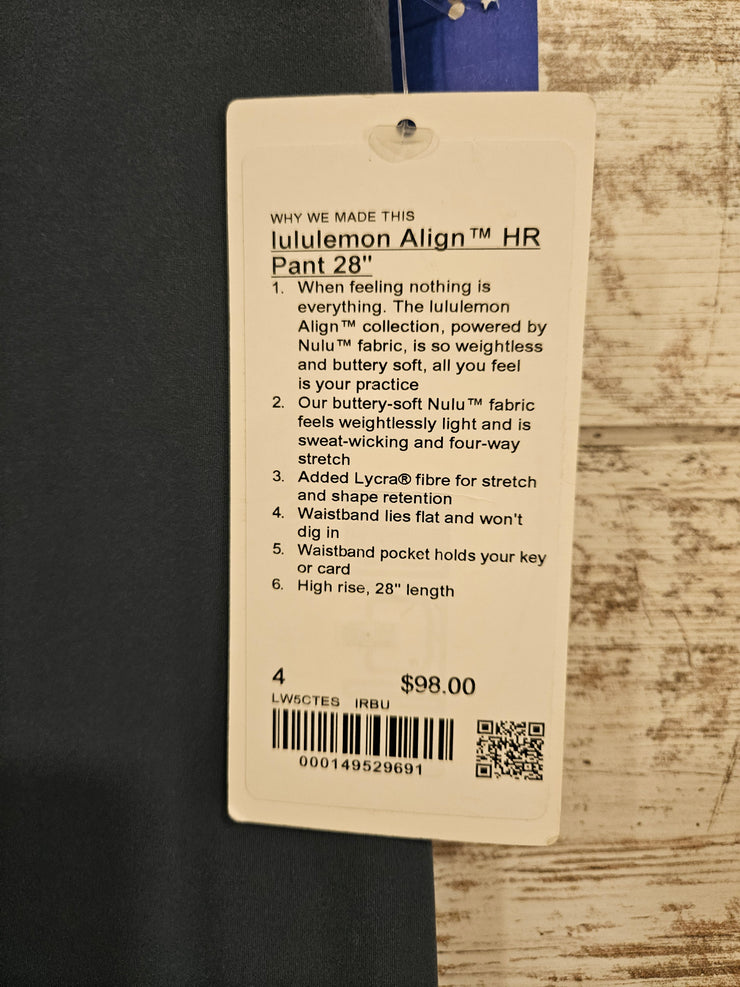 WHY WE MADE THIS
lululemon Align™ HR
Pant 28"
1. When feeling nothing is
everything. The lululemon
Align™ collection, powered by
Nulu™ fabric, is so weightless
and buttery soft, all you feel
is your practice
2. Our buttery-soft Nulu™ fabric
feels weightlessly light and is
sweat-wicking and four-way
stretch
3. Added Lycra® fibre for stretch
and shape retention
4. Waistband lies flat and won't
dig in
5. Waistband pocket holds your key
or card
6. High rise, 28" length
4 $98.00
LW5CTES IRBU
000149529691